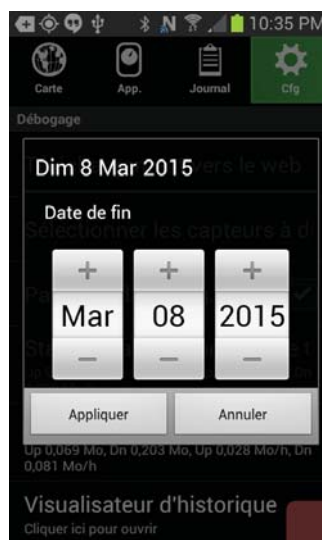 10:35 PM
Carte App. Journal Cfg
Débogage
Dim 8 Mar 2015
vers le web
Date de fin
Sélectionner les capteurs à d
+ + +
Mar 08 2015
— — —
Appliquer Annuler
Up 0,069 Mo, Dn 0,203 Mo, Up 0,028 Mo/h, Dn
0,081 Mo/h
Visualisateur d'historique
Cliquer ici pour ouvrir